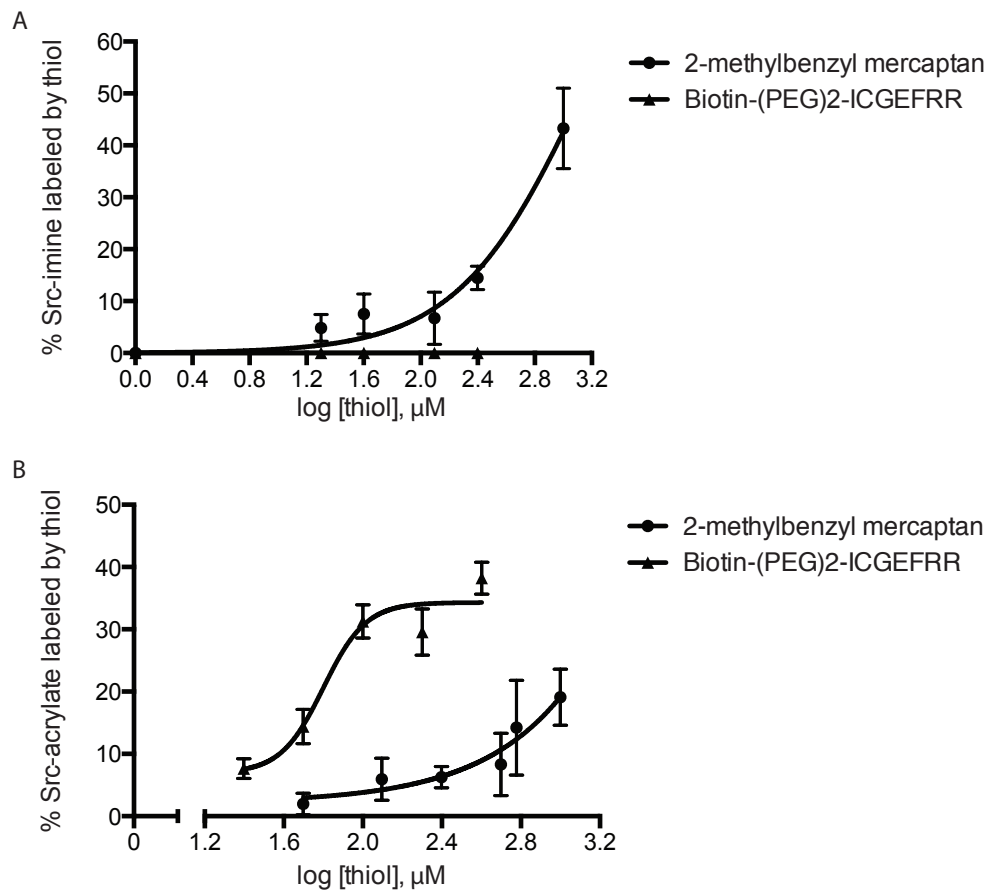 A
60
50
40
30
20
10
0
% Src-imine labeled by thiol
0.0 0.4 0.8 1.2 1.6 2.0 2.4 2.8 3.2
log [thiol], µM
2-methylbenzyl mercaptan
Biotin-(PEG)2-ICGEFRR
B
50
40
30
20
10
0
% Src-acrylate labeled by thiol
0 1.2 1.6 2.0 2.4 2.8 3.2
log [thiol], µM
2-methylbenzyl mercaptan
Biotin-(PEG)2-ICGEFRR